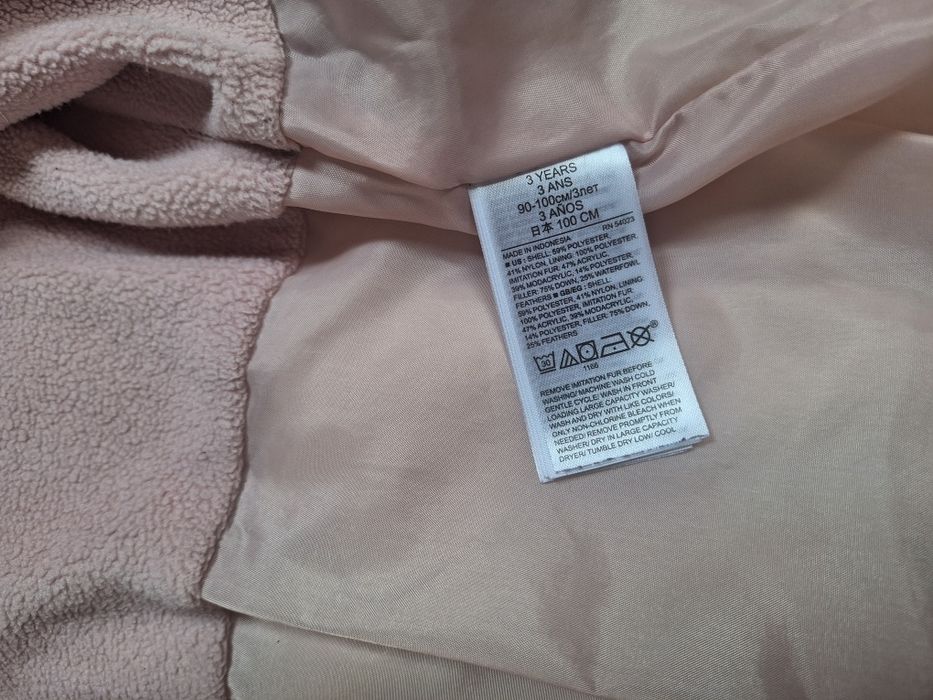 3 YEARS
3 ANS
90-100см/3лет
3 AÑOS
日本 100 CM
RN 54023
MADE IN INDONESIA
■ US : SHELL: 59% POLYESTER,
41% NYLON, LINING: 100% POLYESTER,
IMITATION FUR: 47% ACRYLIC,
39% MODACRYLIC, 14% POLYESTER,
FILLER: 75% DOWN, 25% WATERFOWL
FEATHERS ■ GB/EG : SHELL:
59% POLYESTER, 41% NYLON, LINING:
100% POLYESTER, IMITATION FUR:
47% ACRYLIC, 39% MODACRYLIC,
14% POLYESTER, FILLER: 75% DOWN,
25% FEATHERS
30
1166
REMOVE IMITATION FUR BEFORE
WASHING/ MACHINE WASH COLD
GENTLE CYCLE/ WASH IN FRONT
LOADING LARGE CAPACITY WASHER/
WASH AND DRY WITH LIKE COLORS/
ONLY NON-CHLORINE BLEACH WHEN
NEEDED/ REMOVE PROMPTLY FROM
WASHER/ DRY IN LARGE CAPACITY
DRYER/ TUMBLE DRY LOW/ COOL